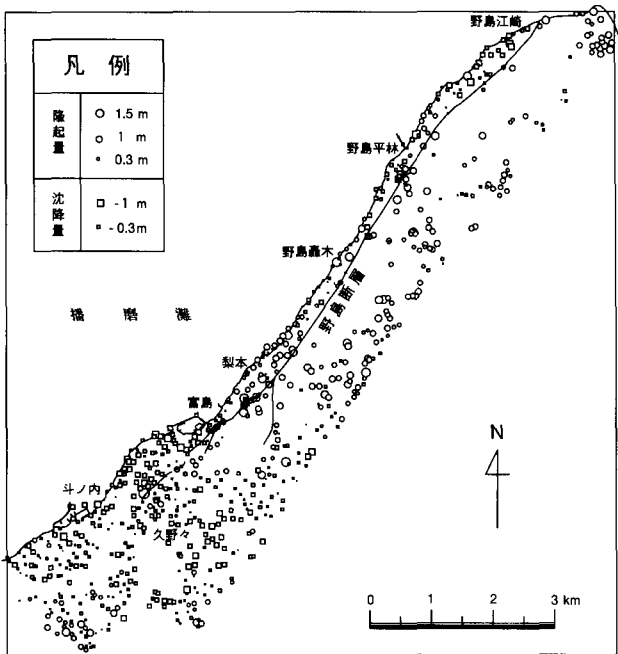 凡 例
隆起量
1.5 m
1 m
0.3 m
沈降量
-1 m
-0.3m
野島江崎
野島平林
野島轟木
野島断層
播磨灘
梨本
富島
斗ノ内
久野々
N
0 1 2 3 km